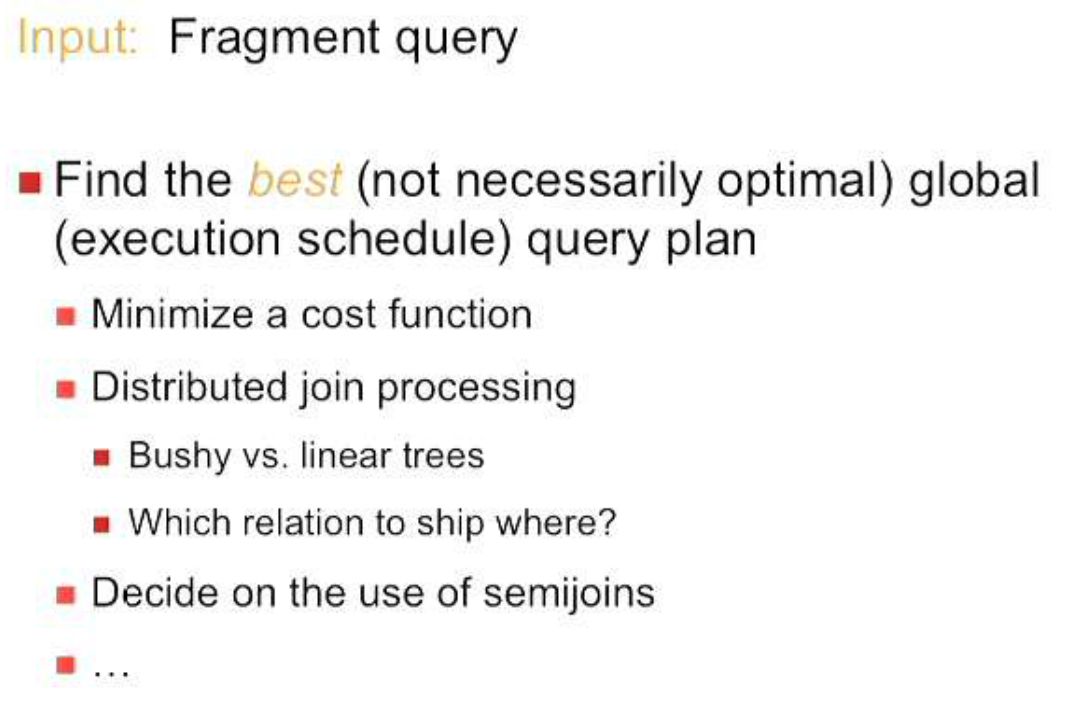 Input: Fragment query
Find the best (not necessarily optimal) global
(execution schedule) query plan
Minimize a cost function
Distributed join processing
Bushy vs. linear trees
Which relation to ship where?
Decide on the use of semijoins
...